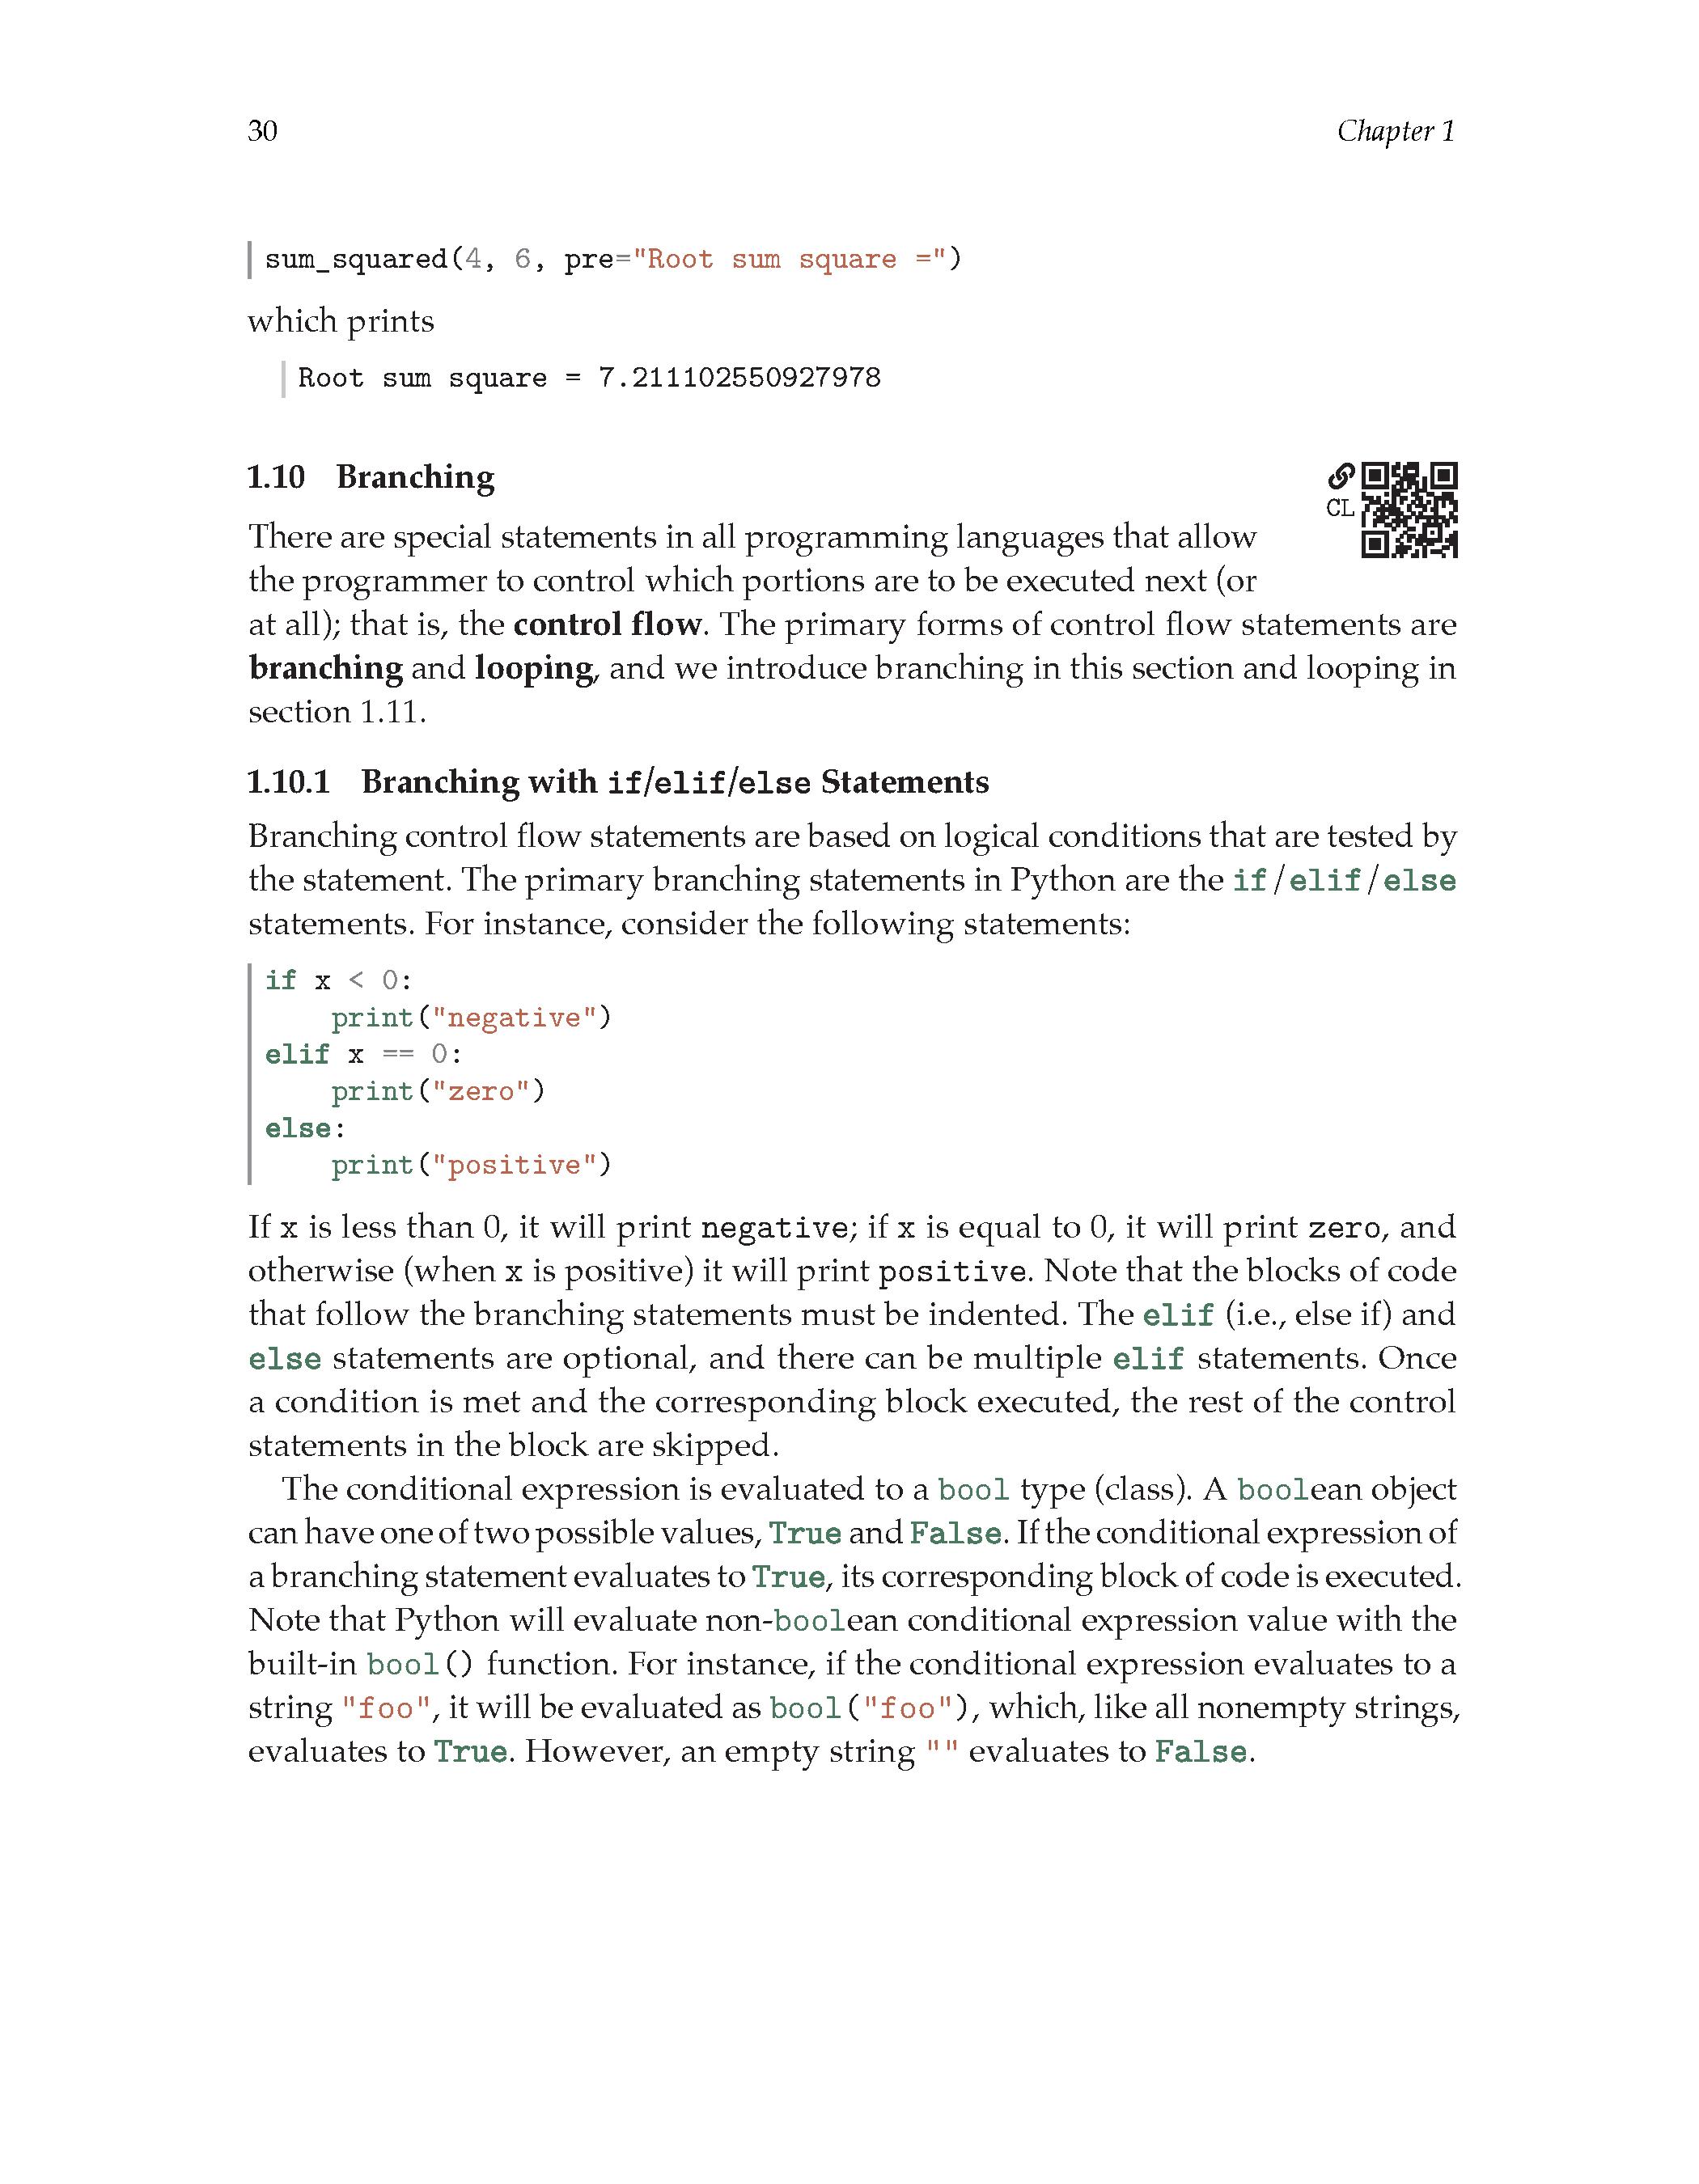 30 Chapter 1
sum_squared(4, 6, pre="Root sum square =")
which prints
Root sum square = 7.211102550927978
1.10 Branching
CL
There are special statements in all programming languages that allow
the programmer to control which portions are to be executed next (or
at all); that is, the control flow. The primary forms of control flow statements are
branching and looping, and we introduce branching in this section and looping in
section 1.11.
1.10.1 Branching with if/elif/else Statements
Branching control flow statements are based on logical conditions that are tested by
the statement. The primary branching statements in Python are the if/elif/else
statements. For instance, consider the following statements:
if x < 0:
    print("negative")
elif x == 0:
    print("zero")
else:
    print("positive")
If x is less than 0, it will print negative; if x is equal to 0, it will print zero, and
otherwise (when x is positive) it will print positive. Note that the blocks of code
that follow the branching statements must be indented. The elif (i.e., else if) and
else statements are optional, and there can be multiple elif statements. Once
a condition is met and the corresponding block executed, the rest of the control
statements in the block are skipped.
The conditional expression is evaluated to a bool type (class). A boolean object
can have one of two possible values, True and False. If the conditional expression of
a branching statement evaluates to True, its corresponding block of code is executed.
Note that Python will evaluate non-boolean conditional expression value with the
built-in bool() function. For instance, if the conditional expression evaluates to a
string "foo", it will be evaluated as bool("foo"), which, like all nonempty strings,
evaluates to True. However, an empty string "" evaluates to False.